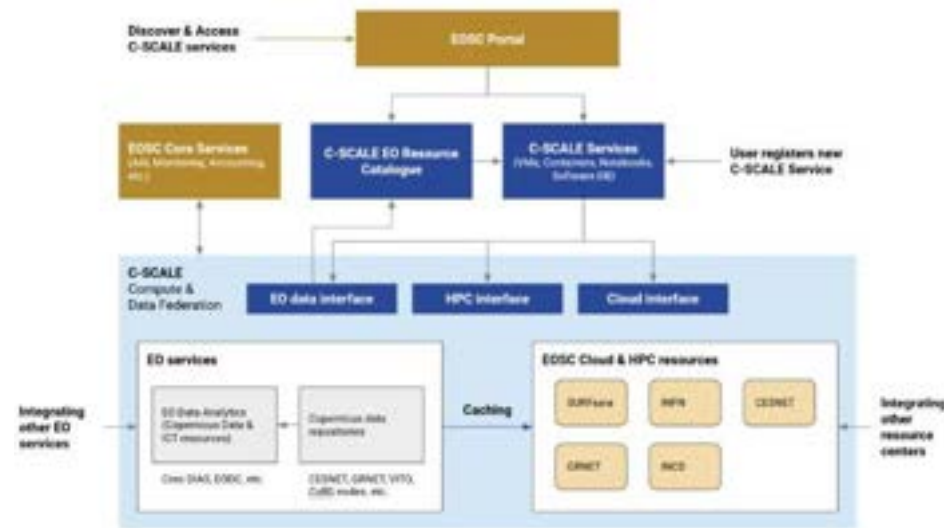 Discover & Access
C-SCALE services
EOSC Portal
EOSC Core Services
(AAI, Monitoring, Accounting,
etc.)
C-SCALE EO Resource
Catalogue
C-SCALE Services
(VMs, Containers, Notebooks,
Software DB)
User registers new
C-SCALE Service
C-SCALE
Compute &
Data Federation
EO data interface
HPC interface
Cloud interface
EO services
EOSC Cloud & HPC resources
Integrating
other EO
services
EO Data Analytics
(Copernicus Data &
ICT resources)
Copernicus data
repositories
Caching
SURFsara
INFN
CESNET
GRNET
INCD
Integrating
other
resource
centers
DIAS, EODC, etc.
CESNET, GRNET, VITO,
nodes, etc.